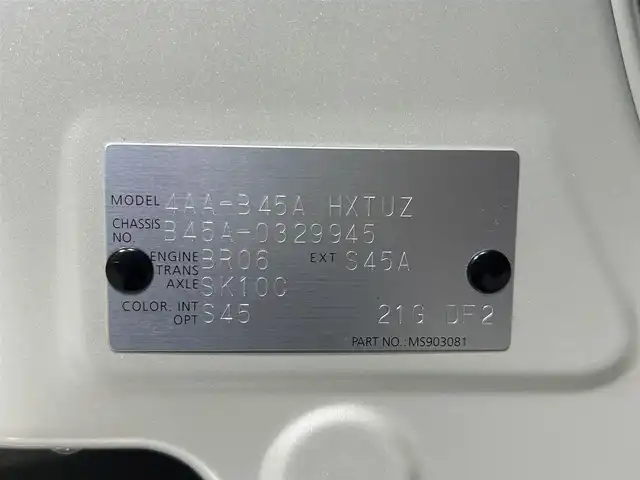 MODEL 4AA-B45A HXTUZ
CHASSIS NO. B45A-0329945
ENGINE BR06 EXT S45A
TRANS AXLE SK10C
COLOR. INT S45 21G DF2
OPT
PART NO.: MS903081